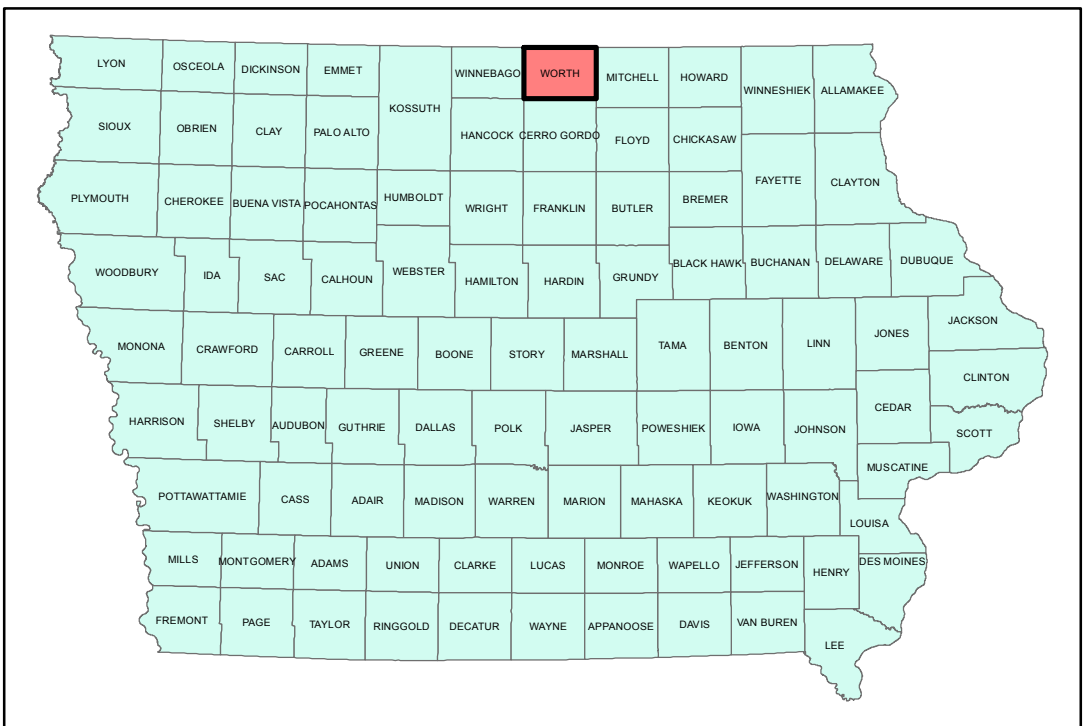 LYON
OSCEOLA
DICKINSON
EMMET
KOSSUTH
WINNEBAGO
WORTH
MITCHELL
HOWARD
WINNESHIEK
ALLAMAKEE
SIOUX
OBRIEN
CLAY
PALO ALTO
HANCOCK
CERRO GORDO
FLOYD
CHICKASAW
PLYMOUTH
CHEROKEE
BUENA VISTA
POCAHONTAS
HUMBOLDT
WRIGHT
FRANKLIN
BUTLER
BREMER
FAYETTE
CLAYTON
WOODBURY
IDA
SAC
CALHOUN
WEBSTER
HAMILTON
HARDIN
GRUNDY
BLACK HAWK
BUCHANAN
DELAWARE
DUBUQUE
MONONA
CRAWFORD
CARROLL
GREENE
BOONE
STORY
MARSHALL
TAMA
BENTON
LINN
JONES
JACKSON
CLINTON
HARRISON
SHELBY
AUDUBON
GUTHRIE
DALLAS
POLK
JASPER
POWESHIEK
IOWA
JOHNSON
CEDAR
SCOTT
MUSCATINE
POTTAWATTAMIE
CASS
ADAIR
MADISON
WARREN
MARION
MAHASKA
KEOKUK
WASHINGTON
LOUISA
MILLS
MONTGOMERY
ADAMS
UNION
CLARKE
LUCAS
MONROE
WAPELLO
JEFFERSON
HENRY
DES MOINES
FREMONT
PAGE
TAYLOR
RINGGOLD
DECATUR
WAYNE
APPANOOSE
DAVIS
VAN BUREN
LEE